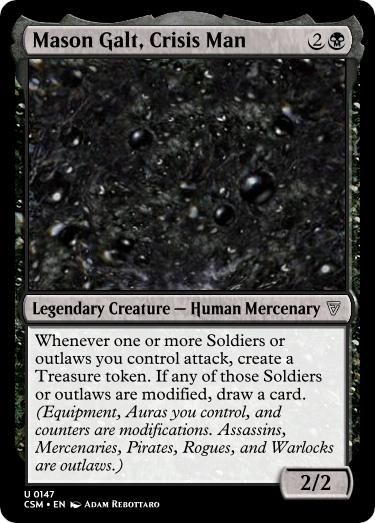 Mason Galt, Crisis Man 2
Legendary Creature — Human Mercenary
Whenever one or more Soldiers or
outlaws you control attack, create a
Treasure token. If any of those Soldiers
or outlaws are modified, draw a card.
(Equipment, Auras you control, and
counters are modifications. Assassins,
Mercenaries, Pirates, Rogues, and Warlocks
are outlaws.)
2/2
U 0147
CSM • EN Adam Rebottaro